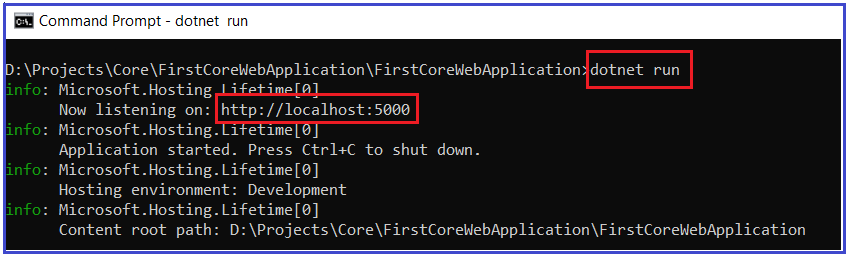 Command Prompt - dotnet run
D:\Projects\Core\FirstCoreWebApplication\FirstCoreWebApplication>dotnet run
info: Microsoft.Hosting.Lifetime[0]
Now listening on: http://localhost:5000
info: Microsoft.Hosting.Lifetime[0]
Application started. Press Ctrl+C to shut down.
info: Microsoft.Hosting.Lifetime[0]
Hosting environment: Development
info: Microsoft.Hosting.Lifetime[0]
Content root path: D:\Projects\Core\FirstCoreWebApplication\FirstCoreWebApplication